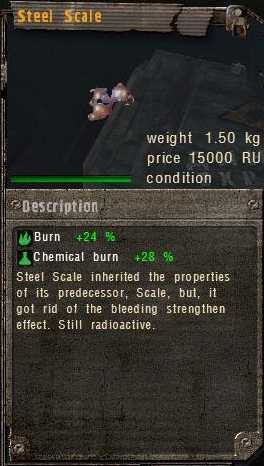 Steel Scale
weight 1.50 kg
price 15000 RU
condition
Description
Burn +24 %
Chemical burn +28 %
Steel Scale inherited the properties
of its predecessor, Scale, but, it
got rid of the bleeding strengthen
effect. Still radioactive.